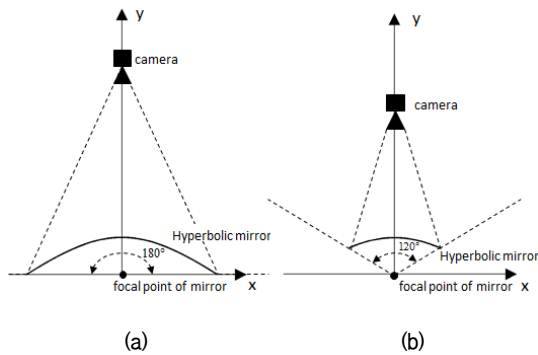 y
camera
Hyperbolic mirror
180°
focal point of mirror
x
(a)
y
camera
120°
Hyperbolic mirror
focal point of mirror
x
(b)